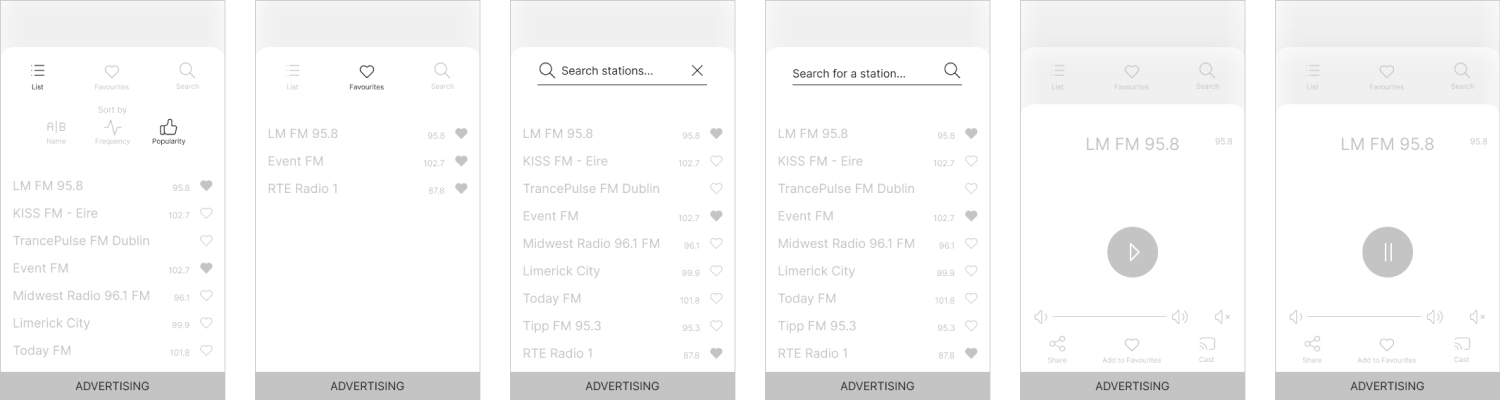 List Favourites Search
Sort by
A|B
Name Frequency Popularity
LM FM 95.8 95.8
KISS FM - Eire 102.7
TrancePulse FM Dublin
Event FM 102.7
Midwest Radio 96.1 FM 96.1
Limerick City 99.9
Today FM 101.8
ADVERTISING
List Favourites Search
LM FM 95.8 95.8
Event FM 102.7
RTE Radio 1 87.8
ADVERTISING
Search stations...
LM FM 95.8 95.8
KISS FM - Eire 102.7
TrancePulse FM Dublin
Event FM 102.7
Midwest Radio 96.1 FM 96.1
Limerick City 99.9
Today FM 101.8
Tipp FM 95.3 95.3
RTE Radio 1 87.8
ADVERTISING
Search for a station...
LM FM 95.8 95.8
KISS FM - Eire 102.7
TrancePulse FM Dublin
Event FM 102.7
Midwest Radio 96.1 FM 96.1
Limerick City 99.9
Today FM 101.8
Tipp FM 95.3 95.3
RTE Radio 1 87.8
ADVERTISING
List Favourites Search
LM FM 95.8 95.8
Share Add to Favourites Cast
ADVERTISING
List Favourites Search
LM FM 95.8 95.8
Share Add to Favourites Cast
ADVERTISING